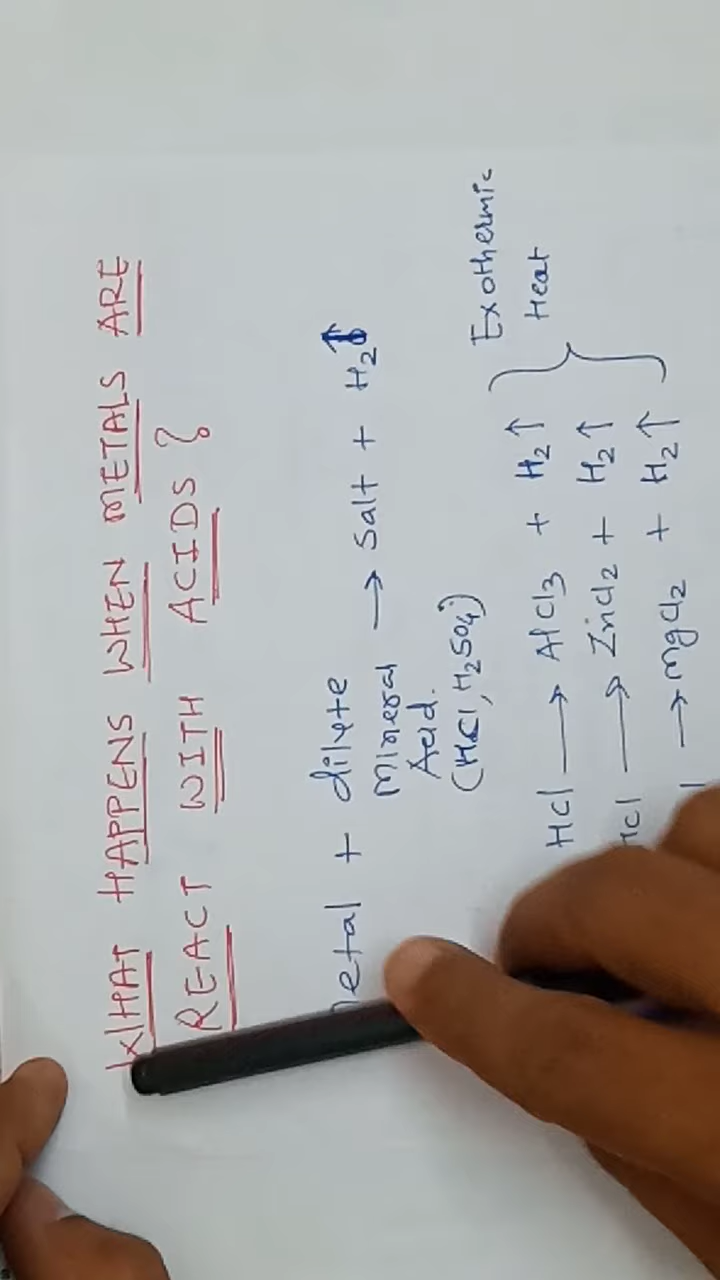 WHAT HAPPENS WHEN METALS ARE
REACT WITH ACIDS?
etal + dilute
Mineral → Salt + H₂↑
Acid.
(HCl, H₂SO₄)
Exothermic
Heat
HCl → AlCl₃ + H₂↑
HCl → ZnCl₂ + H₂↑
l → MgCl₂ + H₂↑